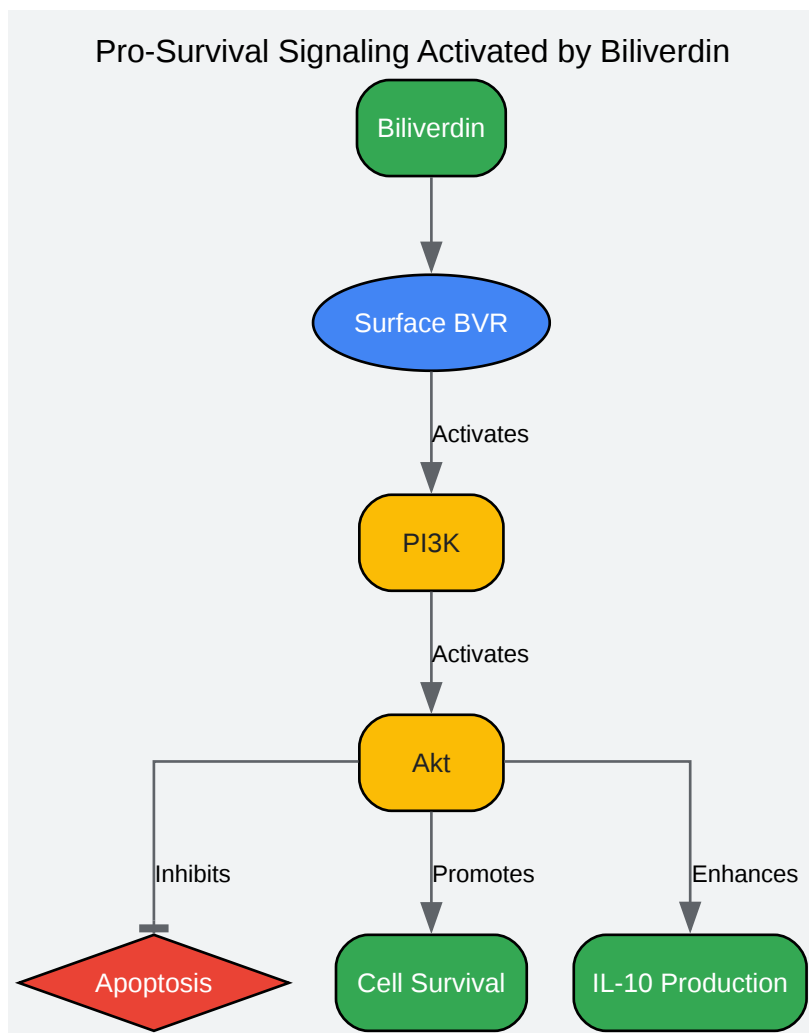 Pro-Survival Signaling Activated by Biliverdin
Biliverdin
Surface BVR
Activates
PI3K
Activates
Akt
Inhibits
Promotes
Enhances
Apoptosis
Cell Survival
IL-10 Production